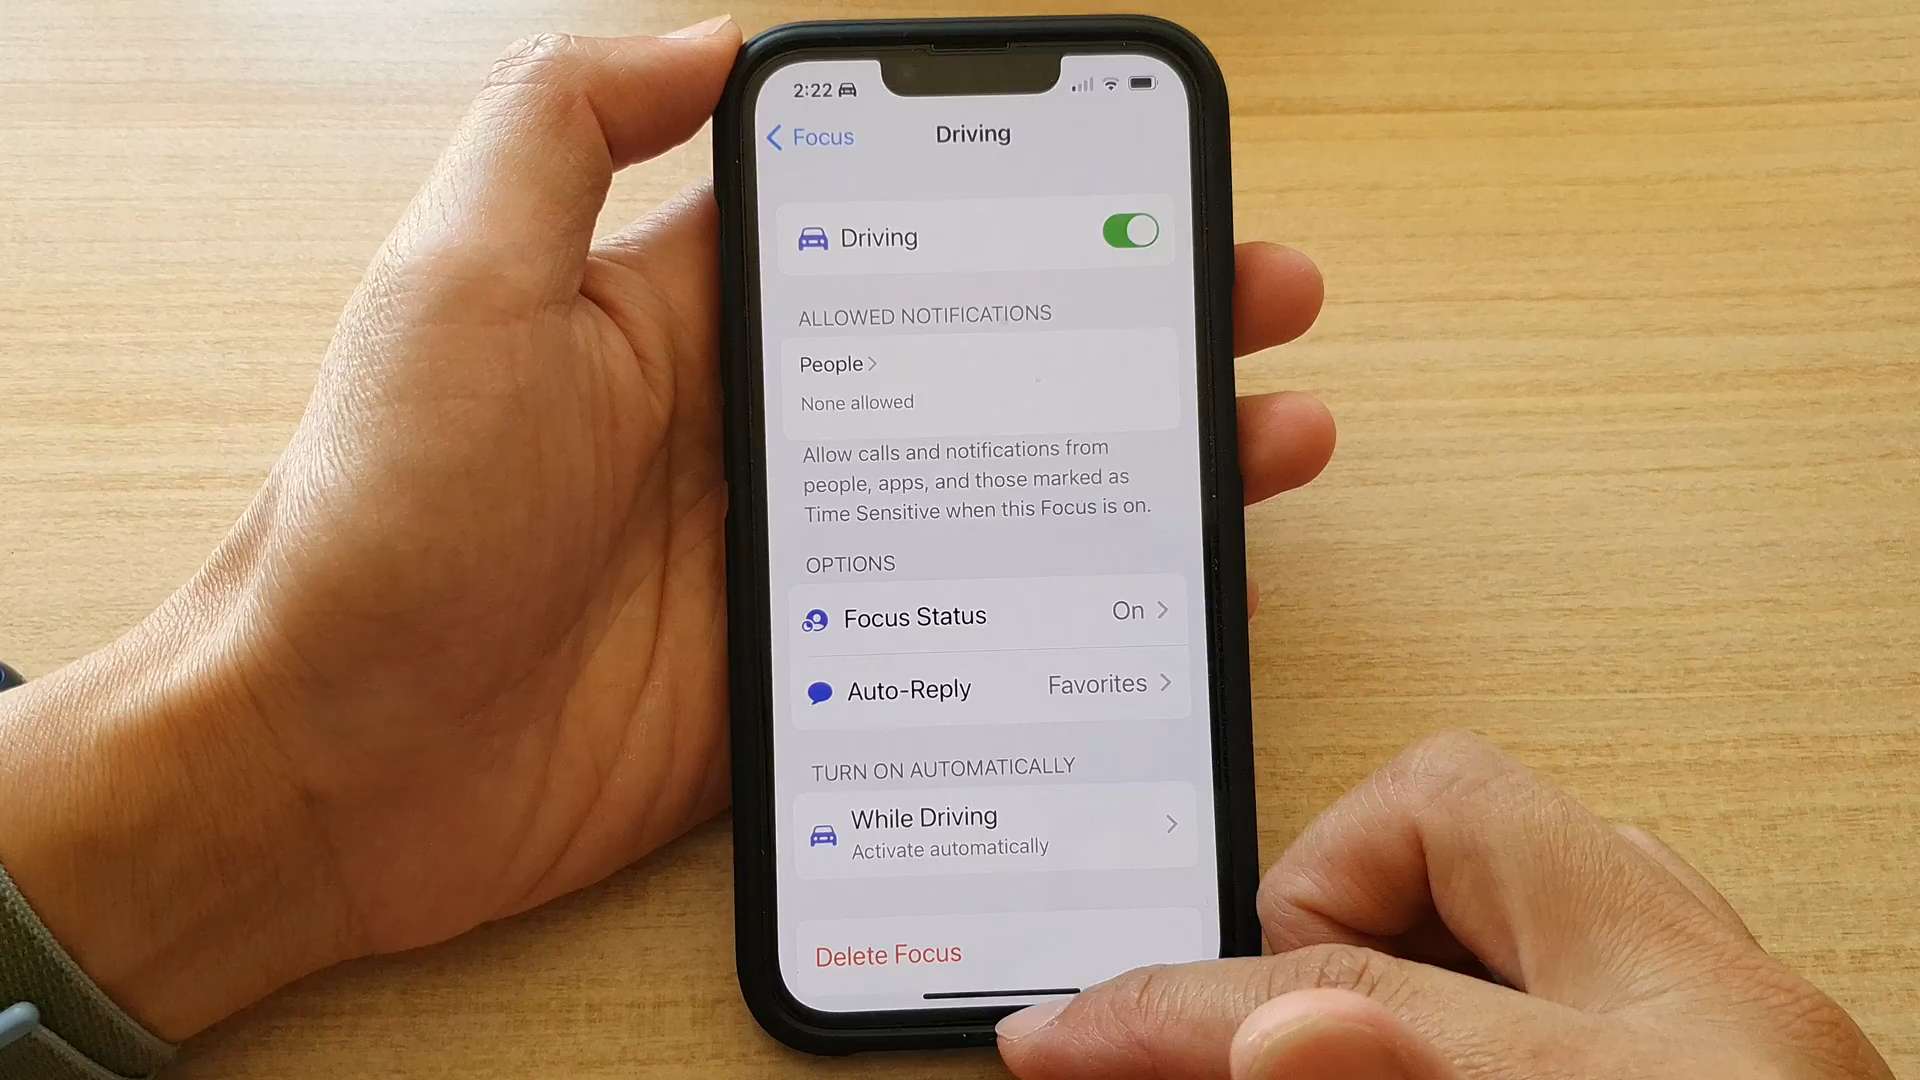 2:22
Focus
Driving
Driving
ALLOWED NOTIFICATIONS
People
None allowed
Allow calls and notifications from
people, apps, and those marked as
Time Sensitive when this Focus is on.
OPTIONS
Focus Status On
Auto-Reply Favorites
TURN ON AUTOMATICALLY
While Driving
Activate automatically
Delete Focus